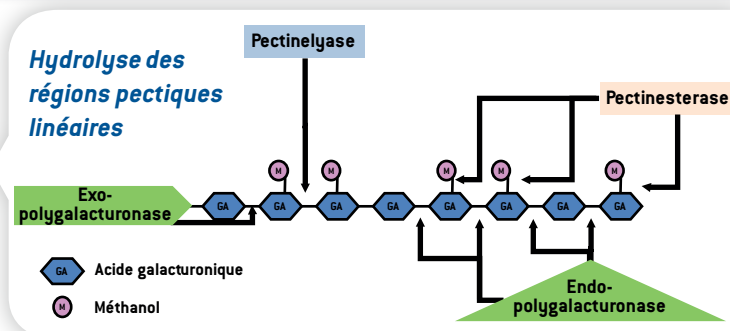 Hydrolyse des
régions pectiques
linéaires
Pectinelyase
Pectinesterase
M
M
M
M
M
Exo-
polygalacturonase
GA
GA
GA
GA
GA
GA
GA
GA
GA Acide galacturonique
M Méthanol
Endo-
polygalacturonase